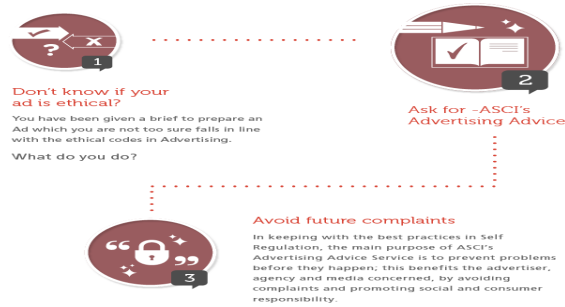 1
Don't know if your
ad is ethical?
You have been given a brief to prepare an
Ad which you are not too sure falls in line
with the ethical codes in Advertising.
What do you do?
2
Ask for -ASCI's
Advertising Advice
3
Avoid future complaints
In keeping with the best practices in Self
Regulation, the main purpose of ASCI's
Advertising Advice Service is to prevent problems
before they happen; this benefits the advertiser,
agency and media concerned, by avoiding
complaints and promoting social and consumer
responsibility.